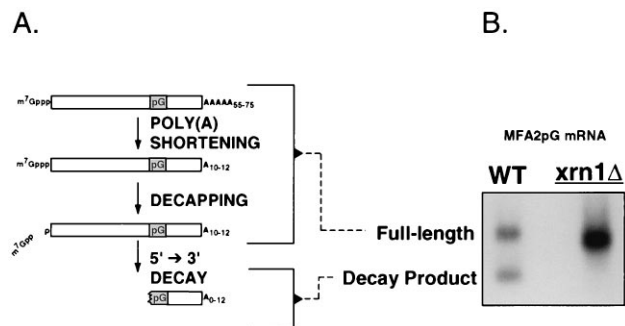 A.
B.
m⁷Gppp pG AAAAA₅₅₋₇₅
POLY(A)
SHORTENING
m⁷Gppp pG A₁₀₋₁₂
DECAPPING
m⁷Gpp p pG A₁₀₋₁₂
5' → 3'
DECAY
pG A₀₋₁₂
Full-length
Decay Product
MFA2pG mRNA
WT xrn1Δ